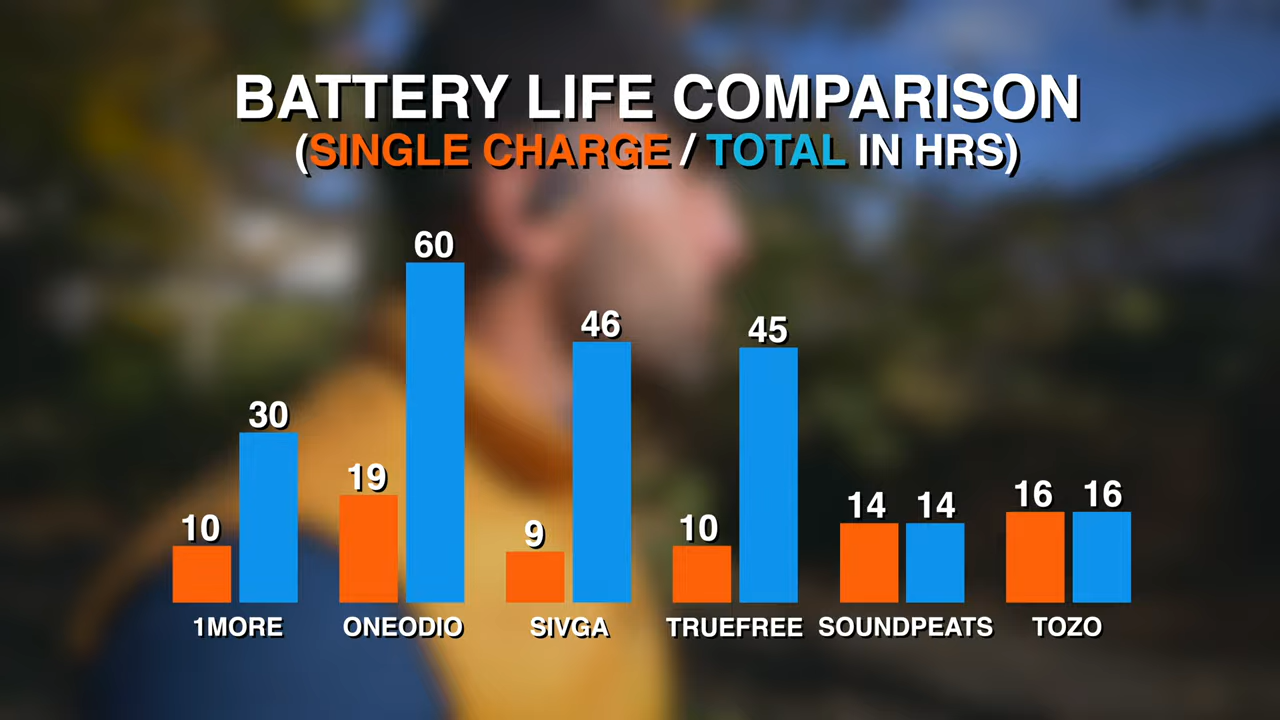 BATTERY LIFE COMPARISON
(SINGLE CHARGE / TOTAL IN HRS)
10 30 19 60 9 46 10 45 14 14 16 16
1MORE ONEODIO SIVGA TRUEFREE SOUNDPEATS TOZO